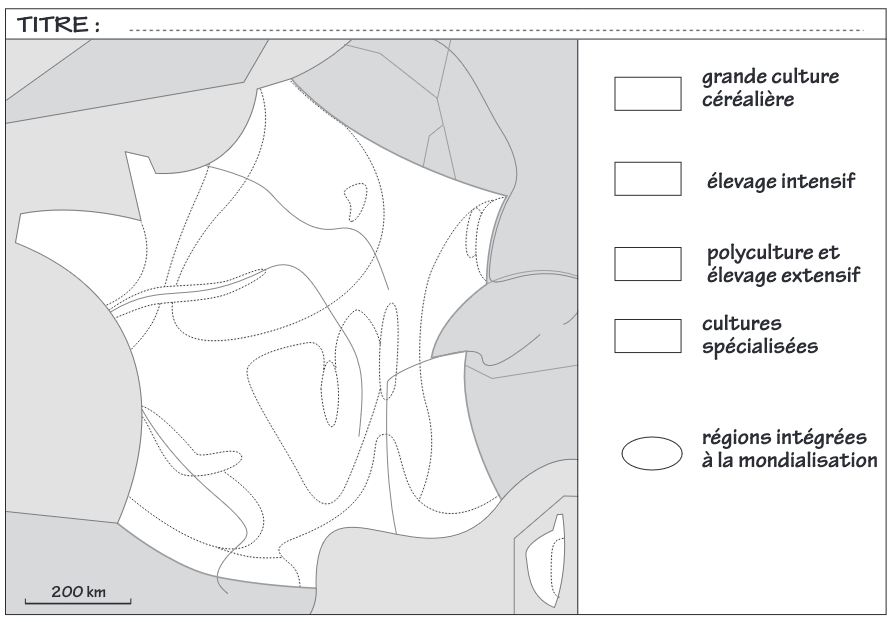 TITRE :
grande culture
céréalière
élevage intensif
polyculture et
élevage extensif
cultures
spécialisées
régions intégrées
à la mondialisation
200 km